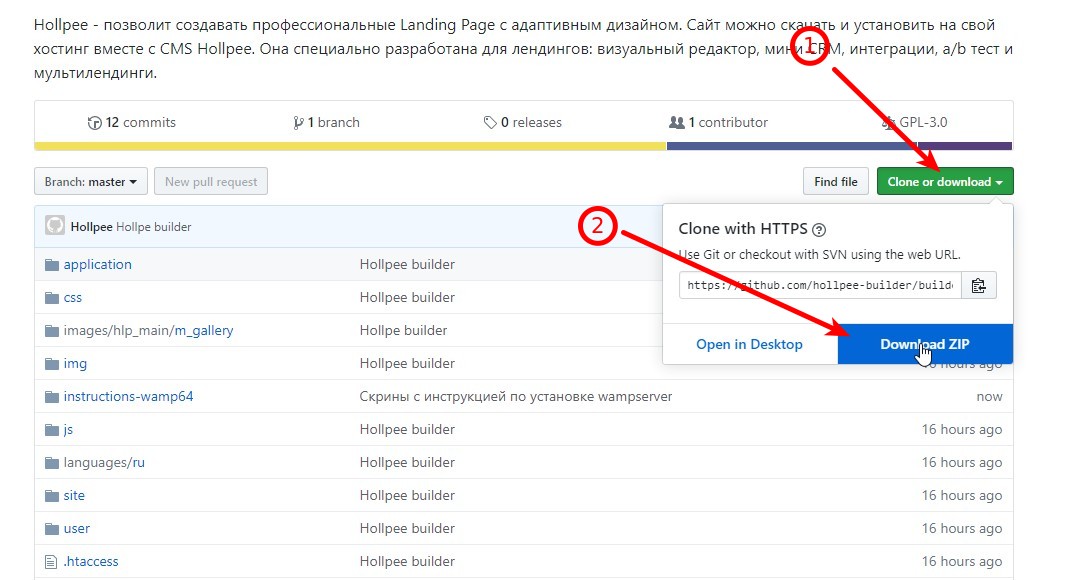 Hollpee - позволит создавать профессиональные Landing Page с адаптивным дизайном. Сайт можно скачать и установить на свой
хостинг вместе с CMS Hollpee. Она специально разработана для лендингов: визуальный редактор, мини CRM, интеграции, a/b тест и
мультилендинги.
1
12 commits 1 branch 0 releases 1 contributor GPL-3.0
Branch: master New pull request Find file Clone or download
2
Hollpee Hollpe builder
Clone with HTTPS ?
Use Git or checkout with SVN using the web URL.
https://github.com/hollpee-builder/builde
Open in Desktop Download ZIP
application Hollpee builder
css Hollpee builder
images/hlp_main/m_gallery Hollpe builder
img Hollpee builder 16 hours ago
instructions-wamp64 Скрины с инструкцией по установке wampserver now
js Hollpee builder 16 hours ago
languages/ru Hollpee builder 16 hours ago
site Hollpee builder 16 hours ago
user Hollpee builder 16 hours ago
.htaccess Hollpee builder 16 hours ago